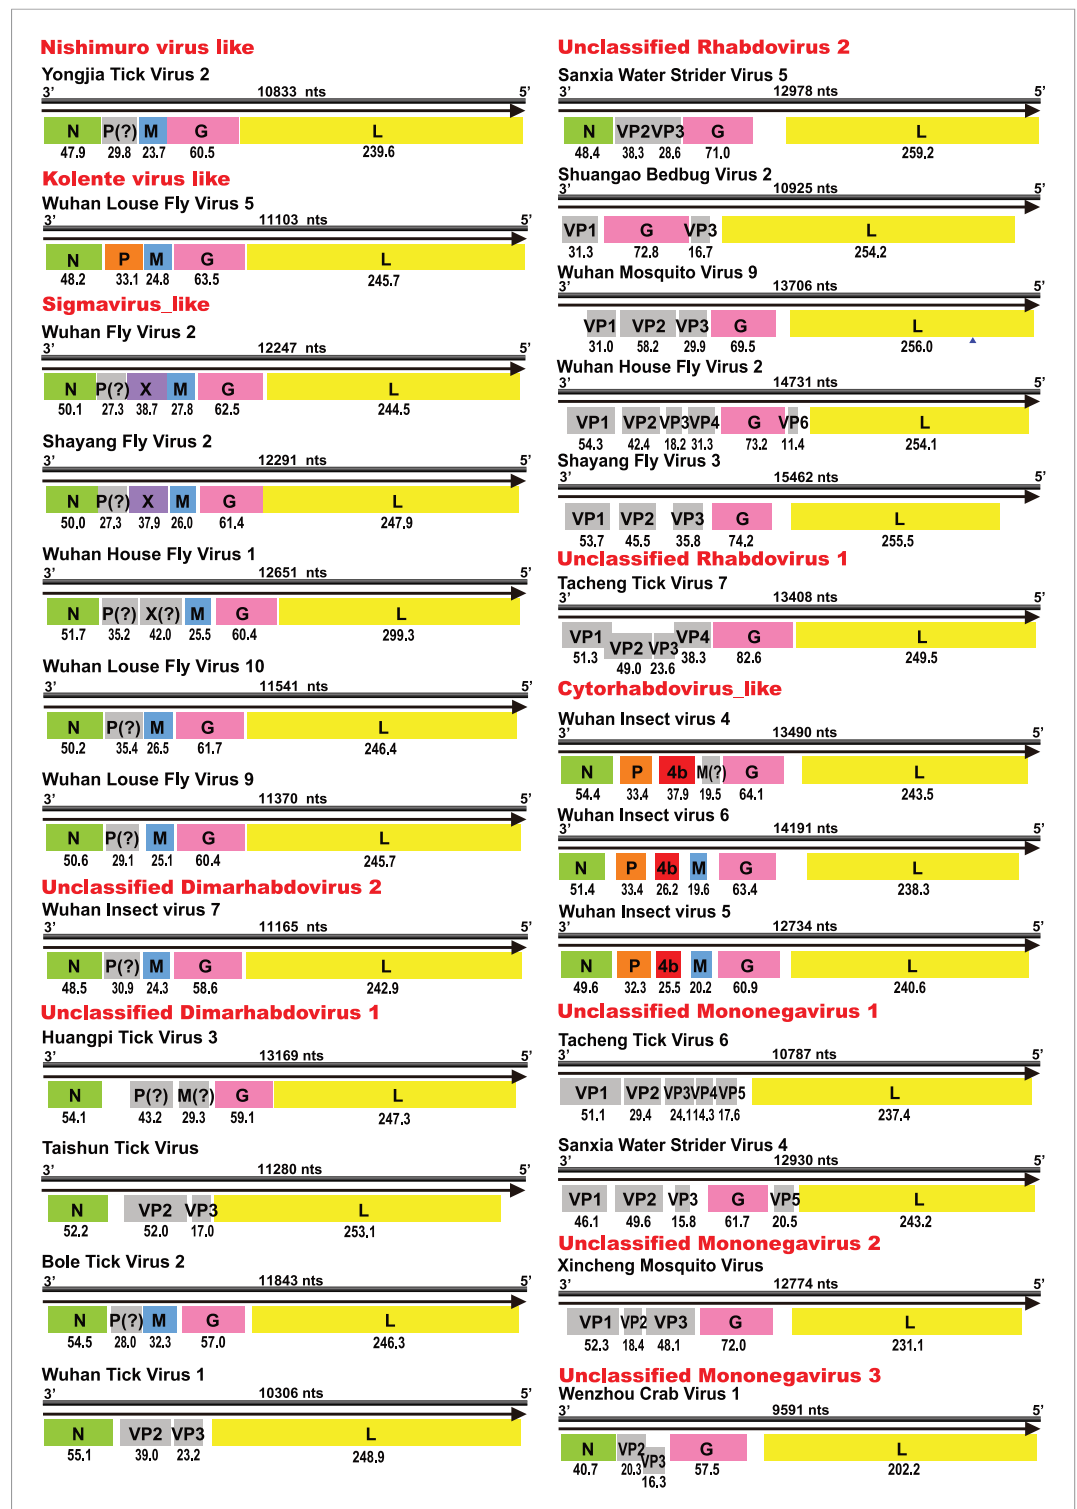 Nishimuro virus like
Yongjia Tick Virus 2
3’ 10833 nts 5’
N P(?) M G L
47.9 29.8 23.7 60.5 239.6
Kolente virus like
Wuhan Louse Fly Virus 5
3’ 11103 nts 5’
N P M G L
48.2 33.1 24.8 63.5 245.7
Sigmavirus_like
Wuhan Fly Virus 2
3’ 12247 nts 5’
N P(?) X M G L
50.1 27.3 38.7 27.8 62.5 244.5
Shayang Fly Virus 2
3’ 12291 nts 5’
N P(?) X M G L
50.0 27.3 37.9 26.0 61.4 247.9
Wuhan House Fly Virus 1
3’ 12651 nts 5’
N P(?) X(?) M G L
51.7 35.2 42.0 25.5 60.4 299.3
Wuhan Louse Fly Virus 10
3’ 11541 nts 5’
N P(?) M G L
50.2 35.4 26.5 61.7 246.4
Wuhan Louse Fly Virus 9
3’ 11370 nts 5’
N P(?) M G L
50.6 29.1 25.1 60.4 245.7
Unclassified Dimarhabdovirus 2
Wuhan Insect virus 7
3’ 11165 nts 5’
N P(?) M G L
48.5 30.9 24.3 58.6 242.9
Unclassified Dimarhabdovirus 1
Huangpi Tick Virus 3
3’ 13169 nts 5’
N P(?) M(?) G L
54.1 43.2 29.3 59.1 247.3
Taishun Tick Virus
3’ 11280 nts 5’
N VP2 VP3 L
52.2 52.0 17.0 253.1
Bole Tick Virus 2
3’ 11843 nts 5’
N P(?) M G L
54.5 28.0 32.3 57.0 246.3
Wuhan Tick Virus 1
3’ 10306 nts 5’
N VP2 VP3 L
55.1 39.0 23.2 248.9
Unclassified Rhabdovirus 2
Sanxia Water Strider Virus 5
3’ 12978 nts 5’
N VP2 VP3 G L
48.4 38.3 28.6 71.0 259.2
Shuangao Bedbug Virus 2
3’ 10925 nts 5’
VP1 G VP3 L
31.3 72.8 16.7 254.2
Wuhan Mosquito Virus 9
3’ 13706 nts 5’
VP1 VP2 VP3 G L
31.0 58.2 29.9 69.5 256.0
Wuhan House Fly Virus 2
3’ 14731 nts 5’
VP1 VP2 VP3 VP4 G VP6 L
54.3 42.4 18.2 31.3 73.2 11.4 254.1
Shayang Fly Virus 3
3’ 15462 nts 5’
VP1 VP2 VP3 G L
53.7 45.5 35.8 74.2 255.5
Unclassified Rhabdovirus 1
Tacheng Tick Virus 7
3’ 13408 nts 5’
VP1 VP2 VP3 VP4 G L
51.3 49.0 23.6 38.3 82.6 249.5
Cytorhabdovirus_like
Wuhan Insect virus 4
3’ 13490 nts 5’
N P 4b M(?) G L
54.4 33.4 37.9 19.5 64.1 243.5
Wuhan Insect virus 6
3’ 14191 nts 5’
N P 4b M G L
51.4 33.4 26.2 19.6 63.4 238.3
Wuhan Insect virus 5
3’ 12734 nts 5’
N P 4b M G L
49.6 32.3 25.5 20.2 60.9 240.6
Unclassified Mononegavirus 1
Tacheng Tick Virus 6
3’ 10787 nts 5’
VP1 VP2 VP3 VP4 VP5 L
51.1 29.4 24.1 14.3 17.6 237.4
Sanxia Water Strider Virus 4
3’ 12930 nts 5’
VP1 VP2 VP3 G VP5 L
46.1 49.6 15.8 61.7 20.5 243.2
Unclassified Mononegavirus 2
Xincheng Mosquito Virus
3’ 12774 nts 5’
VP1 VP2 VP3 G L
52.3 18.4 48.1 72.0 231.1
Unclassified Mononegavirus 3
Wenzhou Crab Virus 1
3’ 9591 nts 5’
N VP2 VP3 G L
40.7 20.3 16.3 57.5 202.2